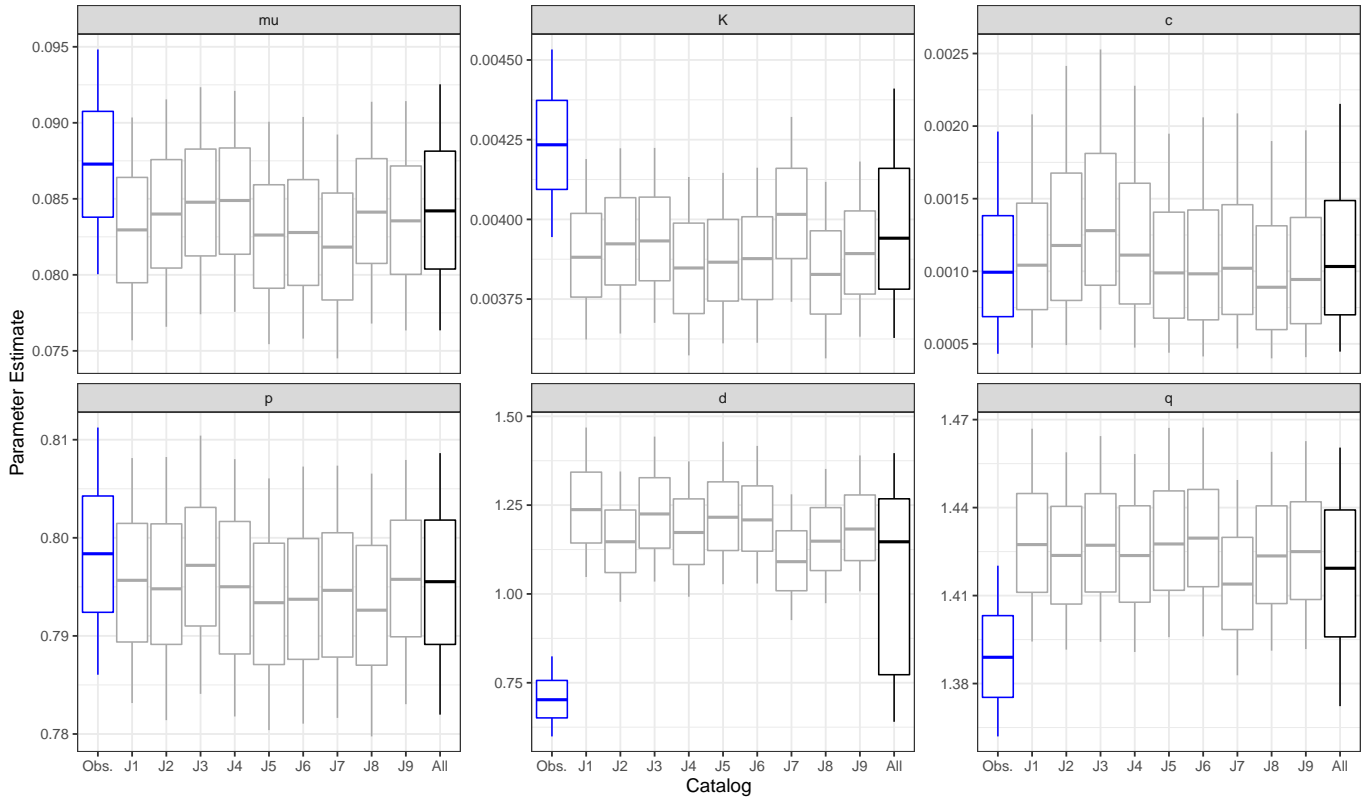 mu
K
c
0.095
0.090
0.085
0.080
0.075
0.00450
0.00425
0.00400
0.00375
0.0025
0.0020
0.0015
0.0010
0.0005
Parameter Estimate
p
d
q
0.81
0.80
0.79
0.78
1.50
1.25
1.00
0.75
1.47
1.44
1.41
1.38
Obs. J1 J2 J3 J4 J5 J6 J7 J8 J9 All
Obs. J1 J2 J3 J4 J5 J6 J7 J8 J9 All
Obs. J1 J2 J3 J4 J5 J6 J7 J8 J9 All
Catalog